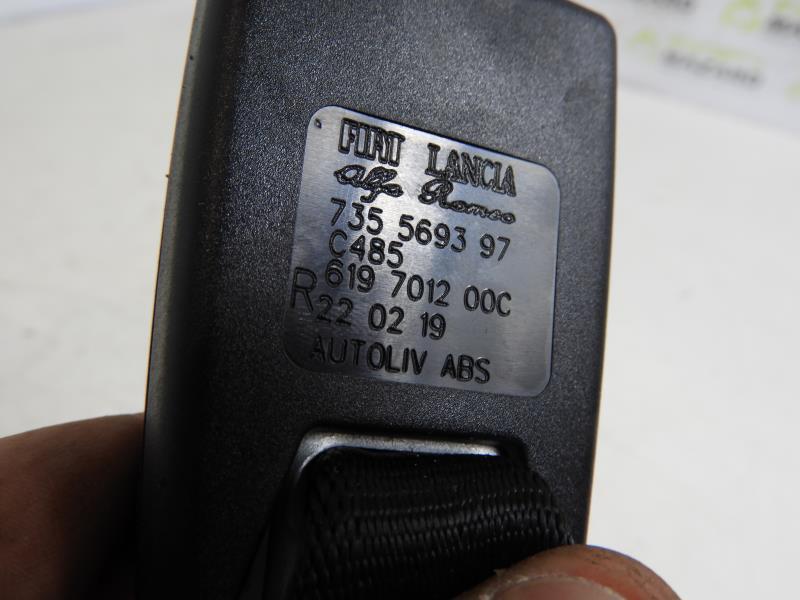 FIAT LANCIA
Alfa Romeo
735 5693 97
C485
619 7012 00C
R 22 02 19
AUTOLIV ABS